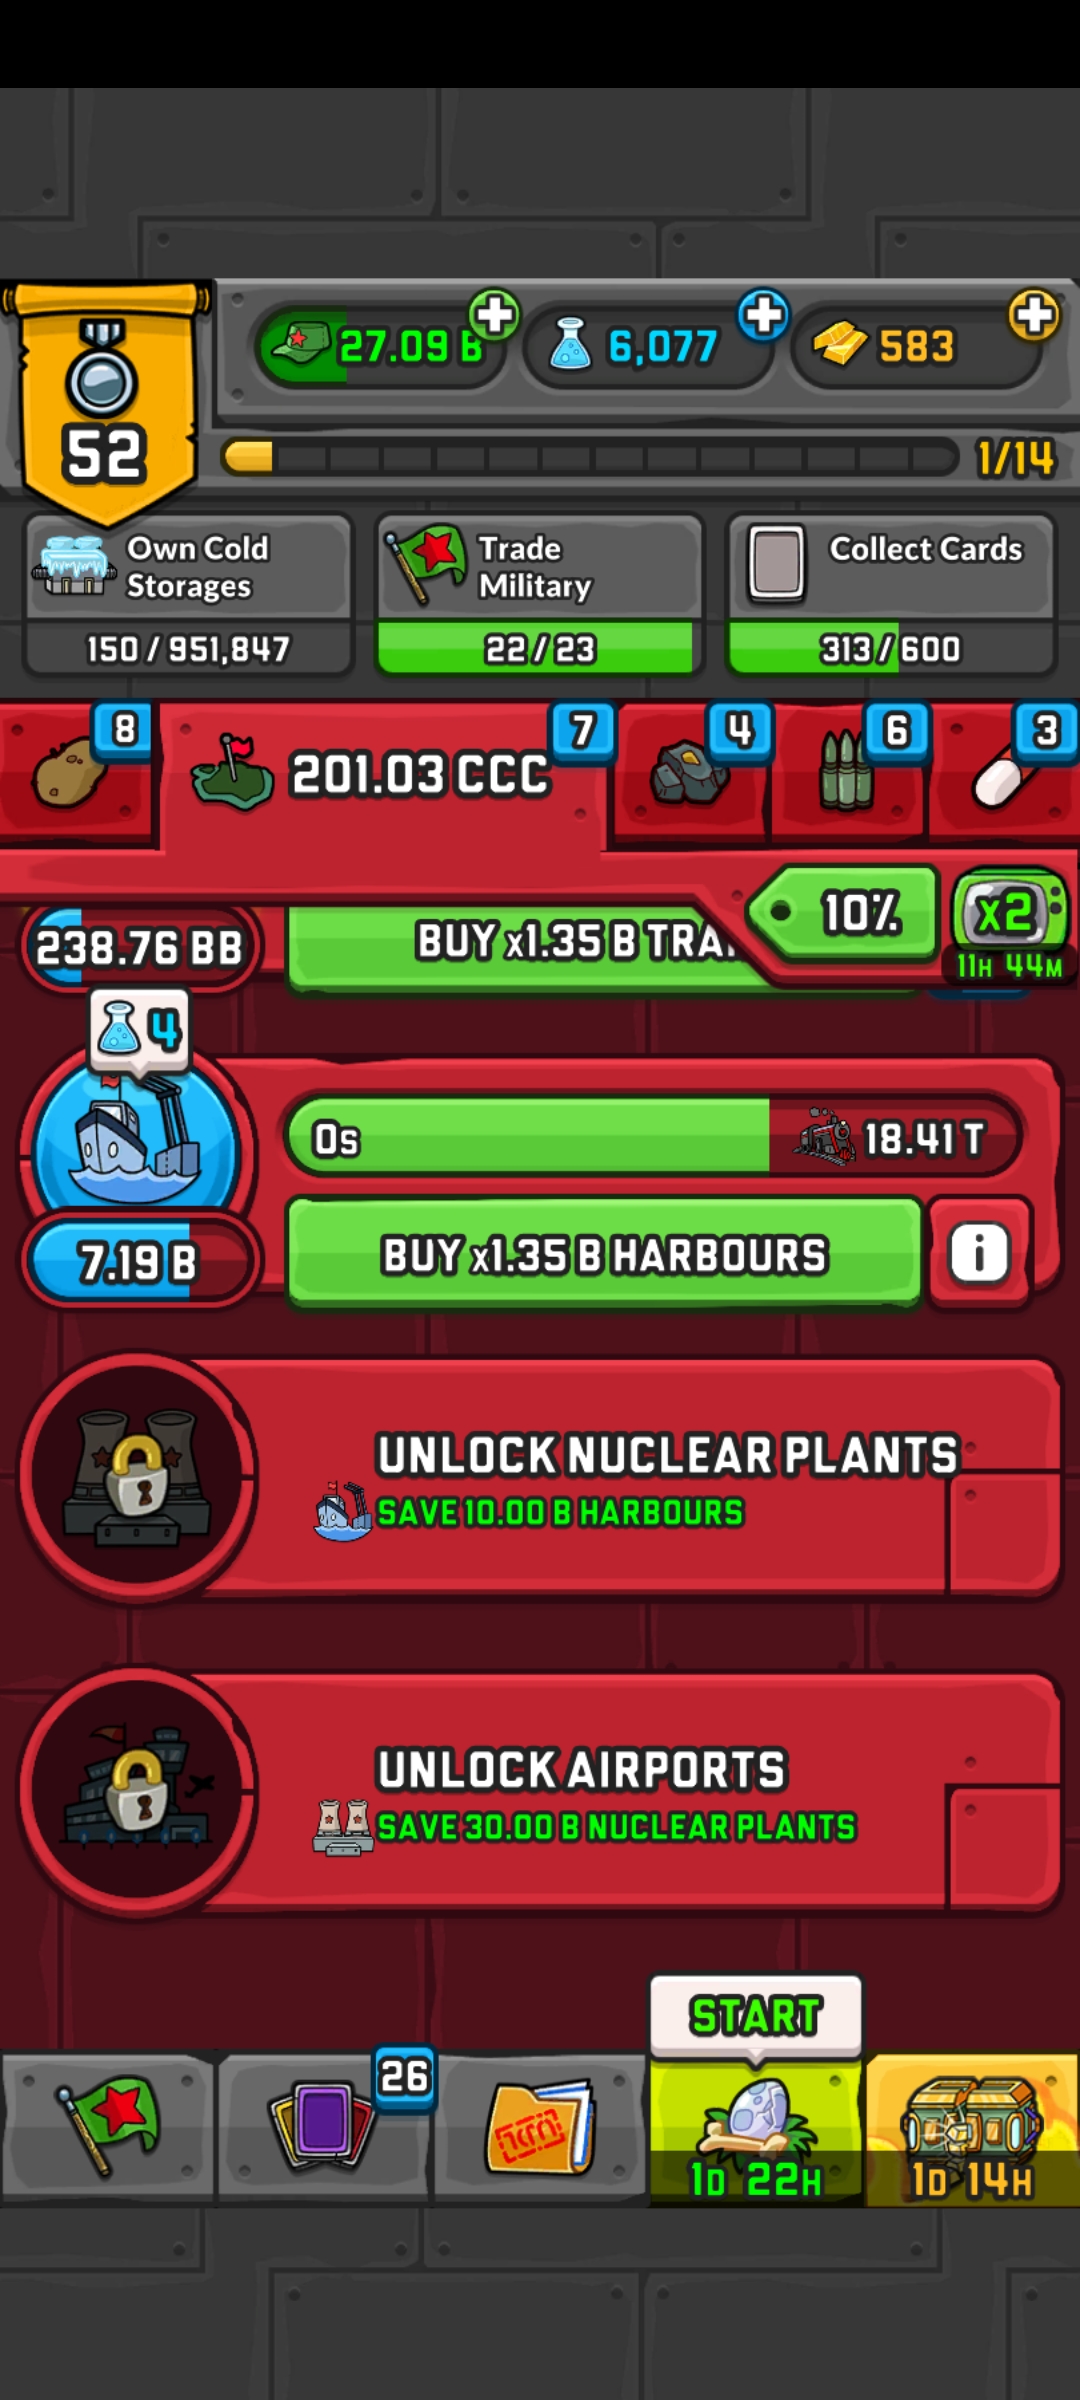 27.09 B
6,077
583
52
1/14
Own Cold
Storages
150 / 951,847
Trade
Military
22 / 23
Collect Cards
313 / 600
8
201.03 CCC
7
4
6
3
10%
x2
11H 44M
238.76 BB
BUY x1.35 B TRA
4
0s
18.41 T
7.19 B
BUY x1.35 B HARBOURS
i
UNLOCK NUCLEAR PLANTS
SAVE 10.00 B HARBOURS
UNLOCK AIRPORTS
SAVE 30.00 B NUCLEAR PLANTS
START
26
1D 22H
1D 14H